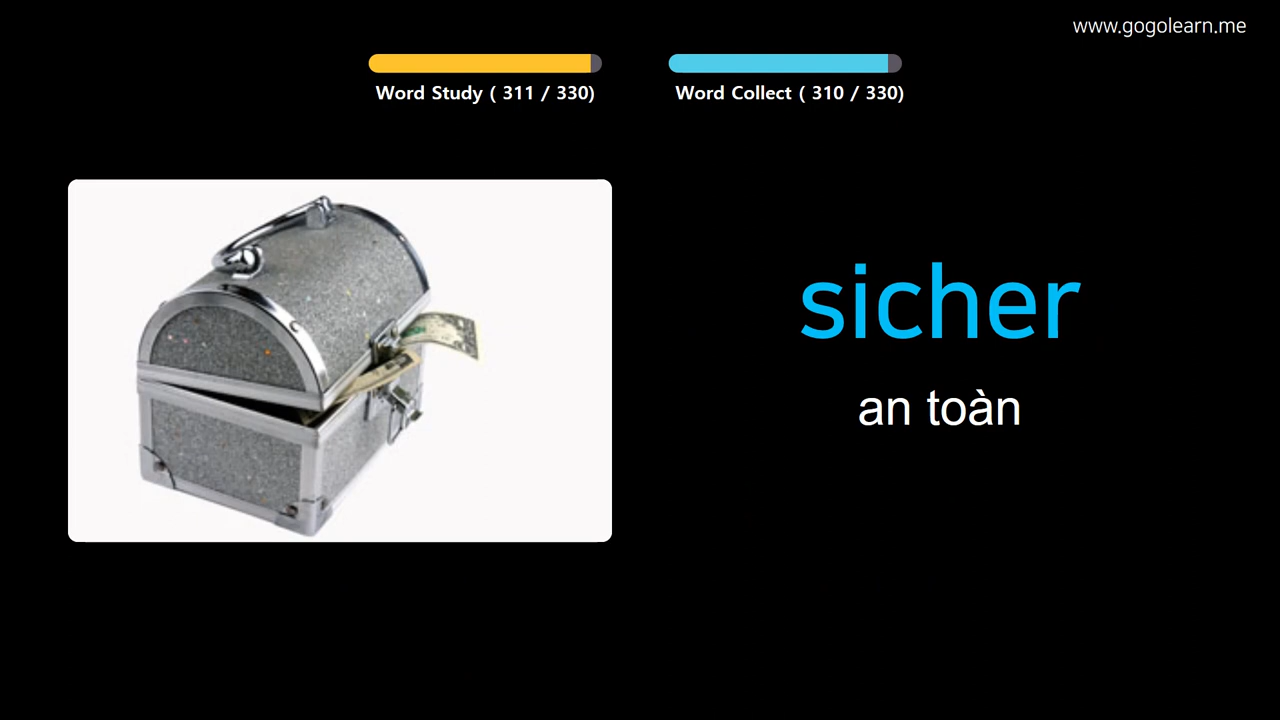 www.gogolearn.me
Word Study ( 311 / 330)
Word Collect ( 310 / 330)
sicher
an toàn